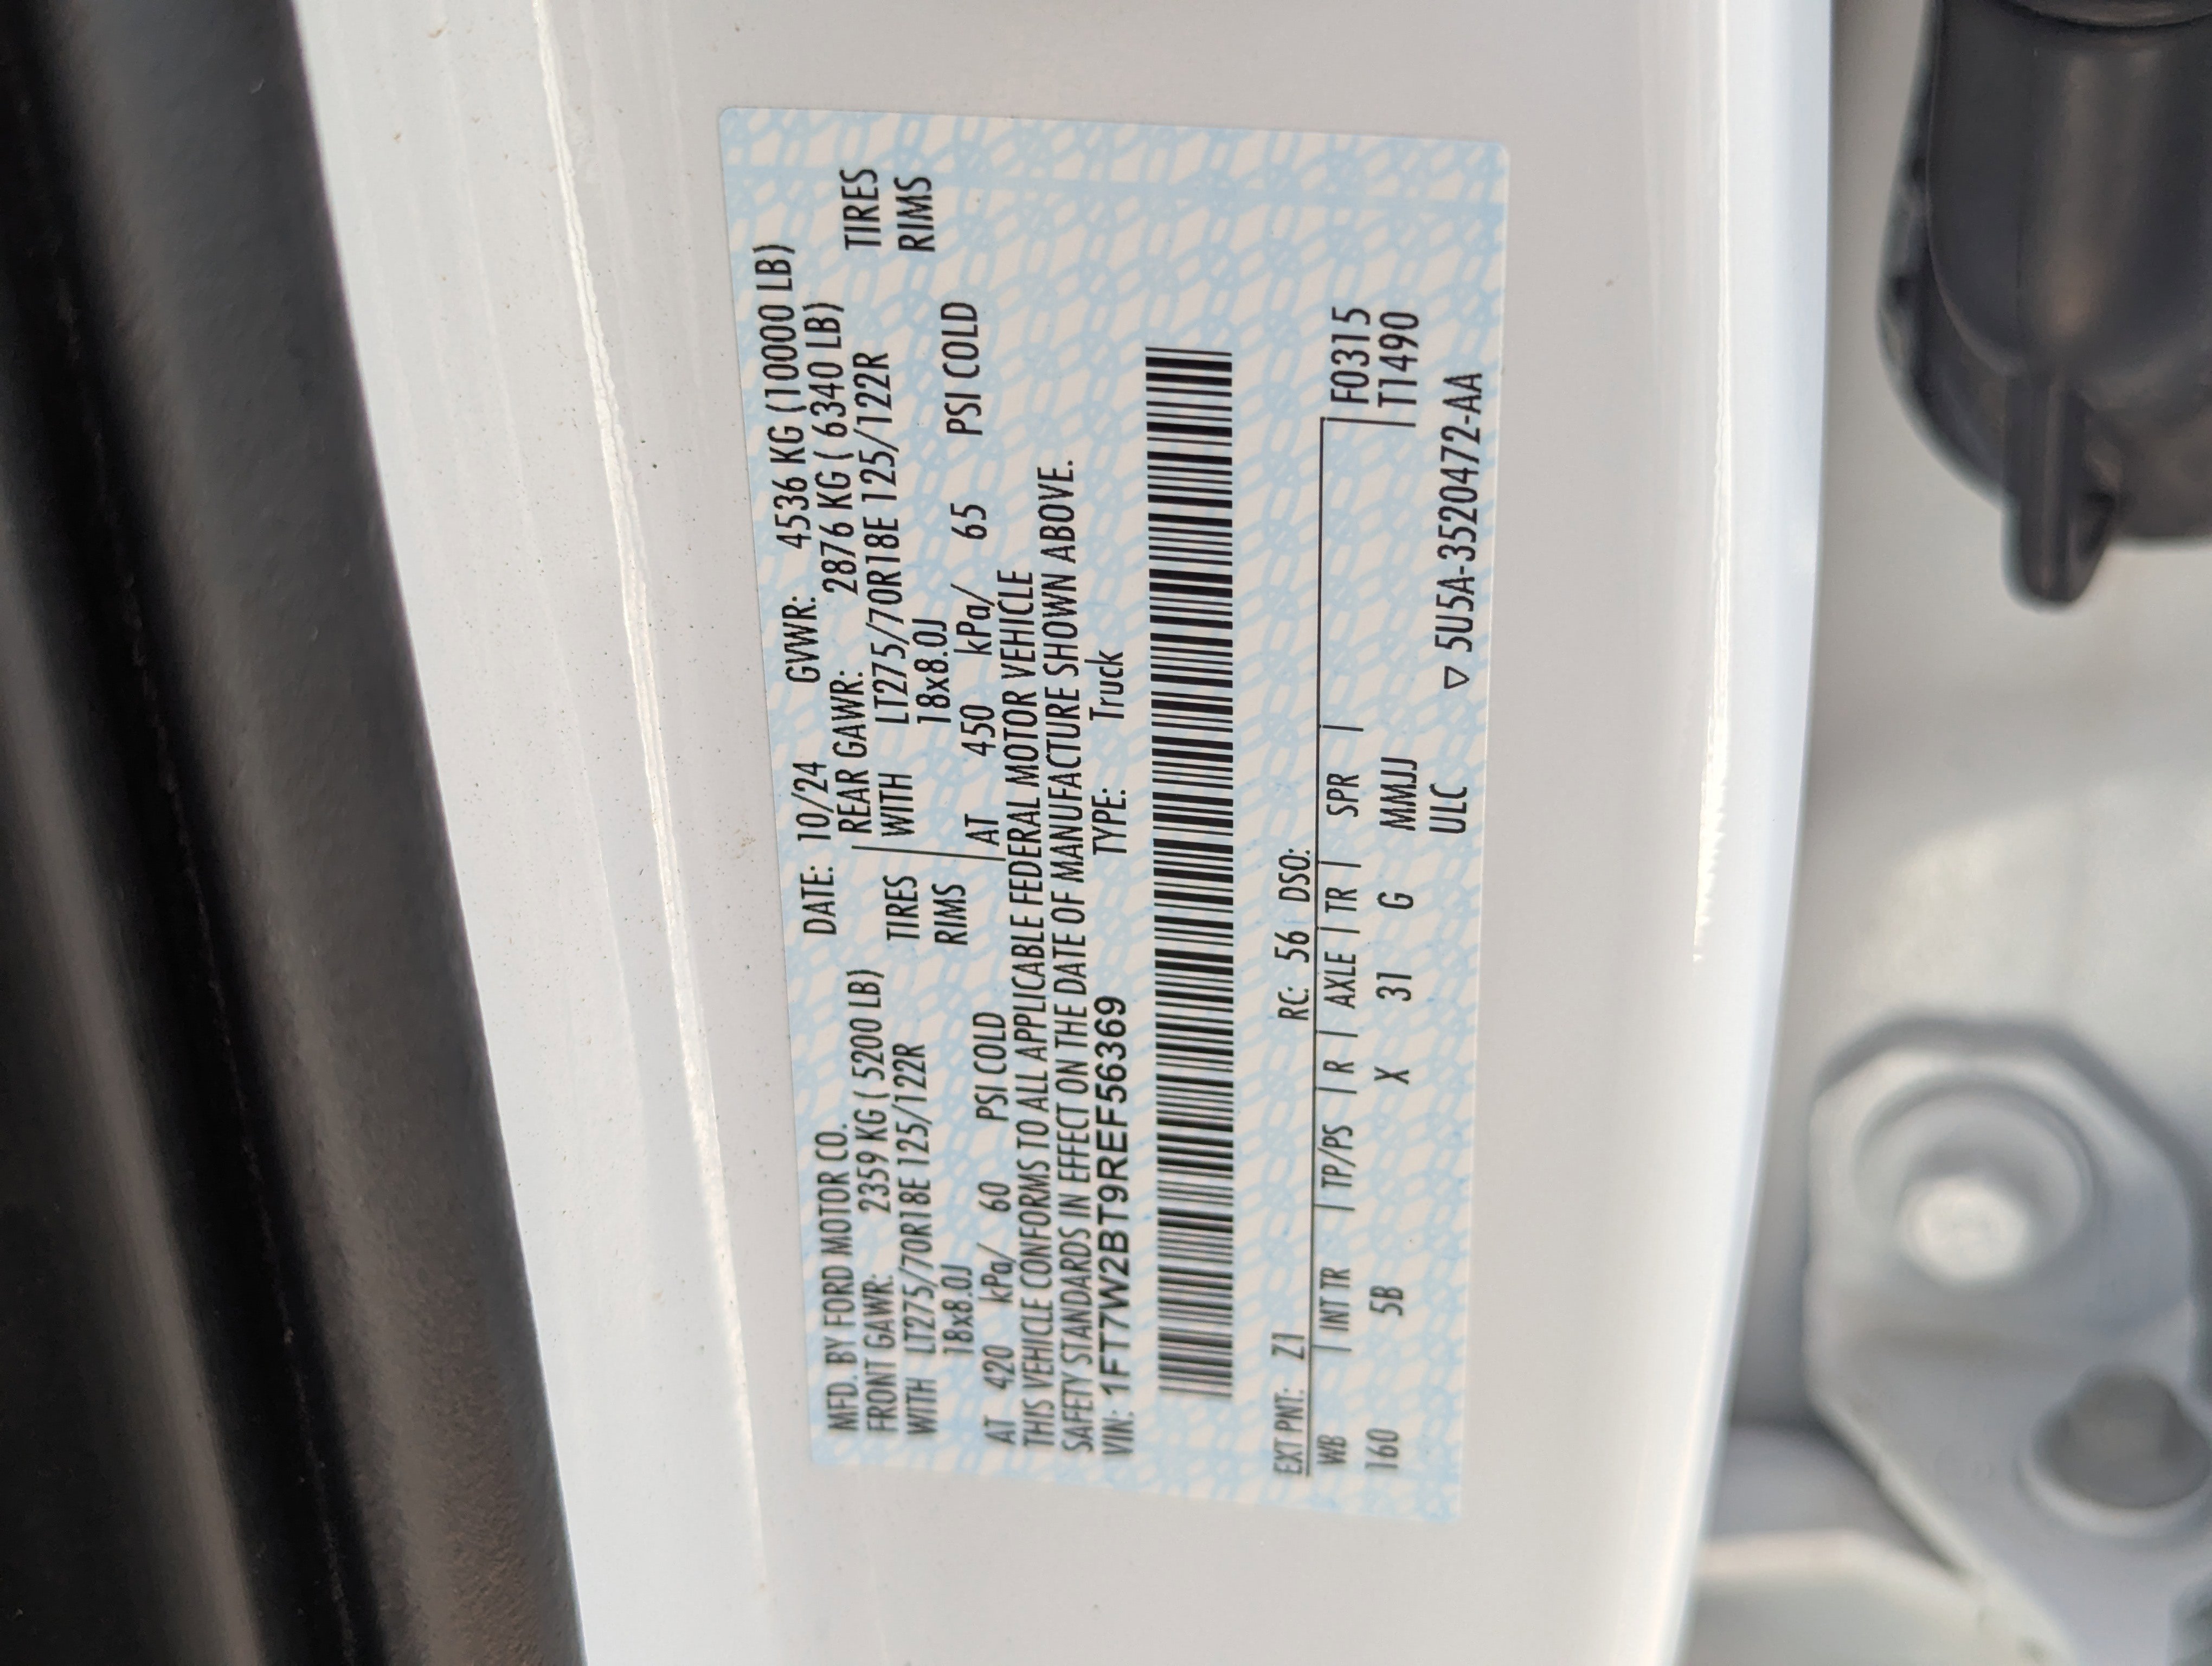 MFD. BY FORD MOTOR CO. DATE: 10/24 GVWR: 4536 KG (10000 LB)
FRONT GAWR: 2359 KG ( 5200 LB) REAR GAWR: 2876 KG ( 6340 LB)
WITH LT275/70R18E 125/122R TIRES WITH LT275/70R18E 125/122R TIRES
18x8.0J RIMS 18x8.0J RIMS
AT 420 kPa/ 60 PSI COLD AT 450 kPa/ 65 PSI COLD
THIS VEHICLE CONFORMS TO ALL APPLICABLE FEDERAL MOTOR VEHICLE
SAFETY STANDARDS IN EFFECT ON THE DATE OF MANUFACTURE SHOWN ABOVE.
VIN: 1FT7W2BT9REF56369 TYPE: Truck
EXT PNT: Z1 RC: 56 DSO:
WB | INT TR | TP/PS | R | AXLE | TR | SPR | F0315
160 5B X 31 G MMJJ T1490
ULC ▽ 5U5A-3520472-AA